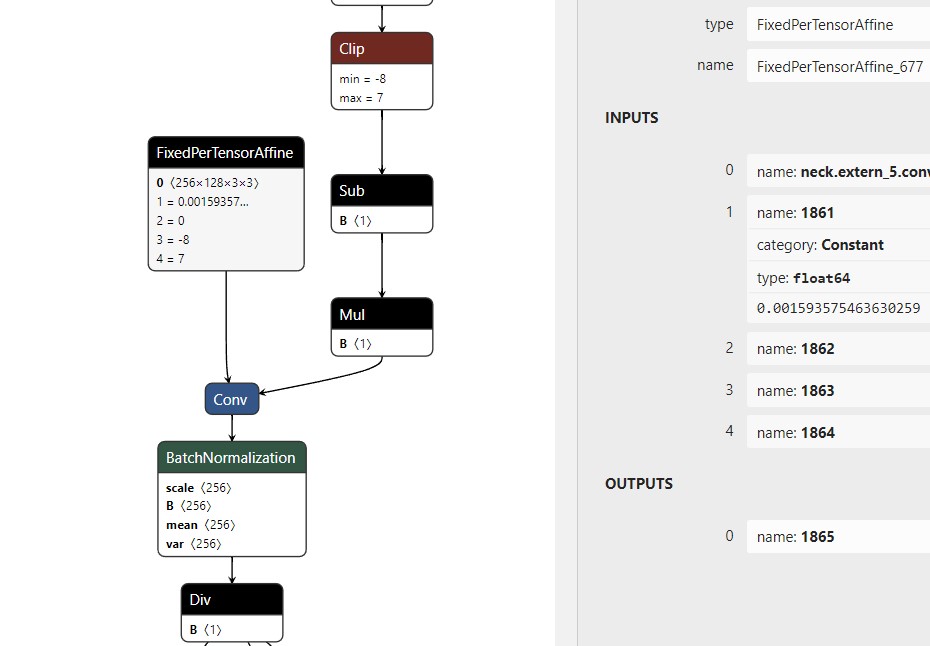 Clip
min = -8
max = 7
FixedPerTensorAffine
0 〈256×128×3×3〉
1 = 0.00159357...
2 = 0
3 = -8
4 = 7
Sub
B 〈1〉
Mul
B 〈1〉
Conv
BatchNormalization
scale 〈256〉
B 〈256〉
mean 〈256〉
var 〈256〉
Div
B 〈1〉
type FixedPerTensorAffine
name FixedPerTensorAffine_677
INPUTS
0 name: neck.extern_5.conv
1 name: 1861
category: Constant
type: float64
0.001593575463630259
2 name: 1862
3 name: 1863
4 name: 1864
OUTPUTS
0 name: 1865